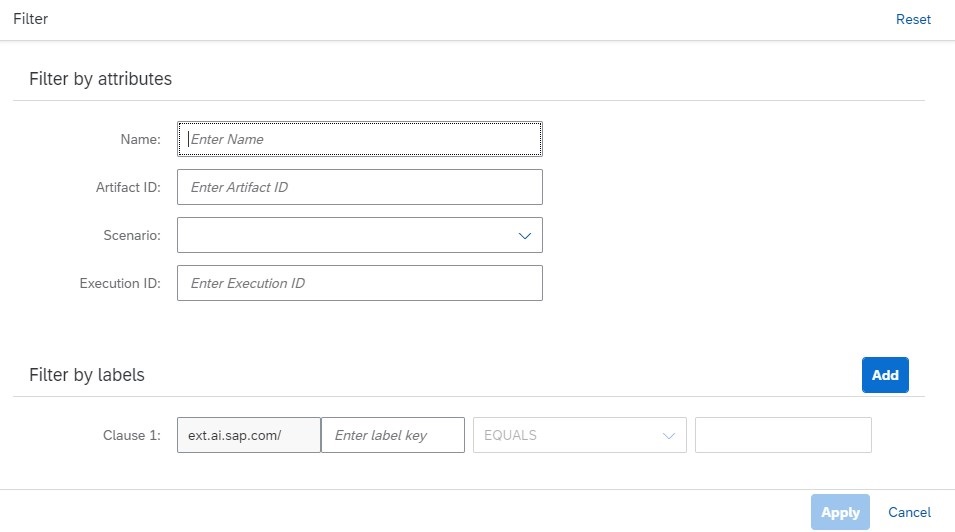 Filter Reset
Filter by attributes
Name: Enter Name
Artifact ID: Enter Artifact ID
Scenario:
Execution ID: Enter Execution ID
Filter by labels Add
Clause 1: ext.ai.sap.com/ Enter label key EQUALS
Apply Cancel